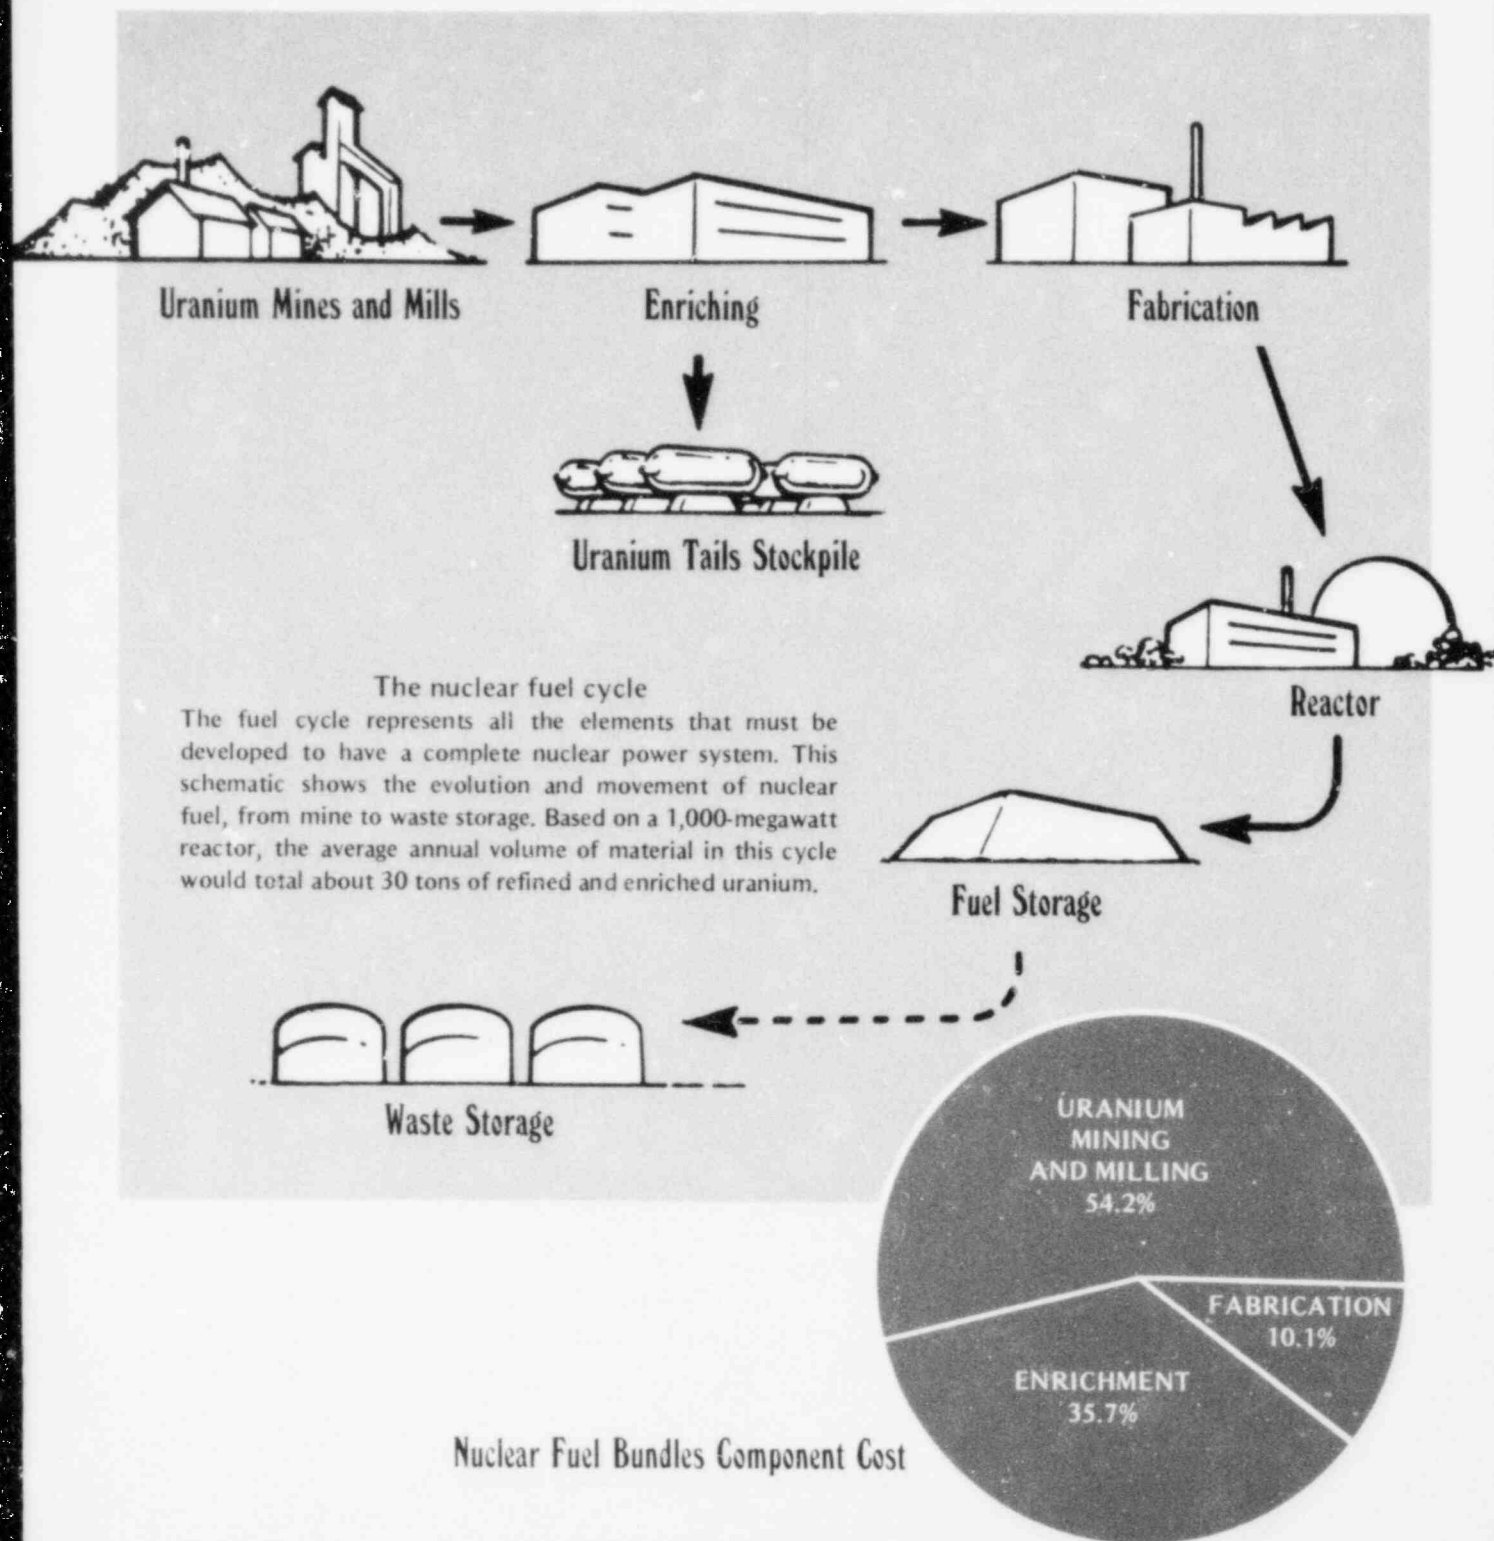 Uranium Mines and Mills
Enriching
Fabrication
Uranium Tails Stockpile
Reactor
The nuclear fuel cycle
The fuel cycle represents all the elements that must be
developed to have a complete nuclear power system. This
schematic shows the evolution and movement of nuclear
fuel, from mine to waste storage. Based on a 1,000-megawatt
reactor, the average annual volume of material in this cycle
would total about 30 tons of refined and enriched uranium.
Fuel Storage
Waste Storage
URANIUM
MINING
AND MILLING
54.2%
FABRICATION
10.1%
ENRICHMENT
35.7%
Nuclear Fuel Bundles Component Cost